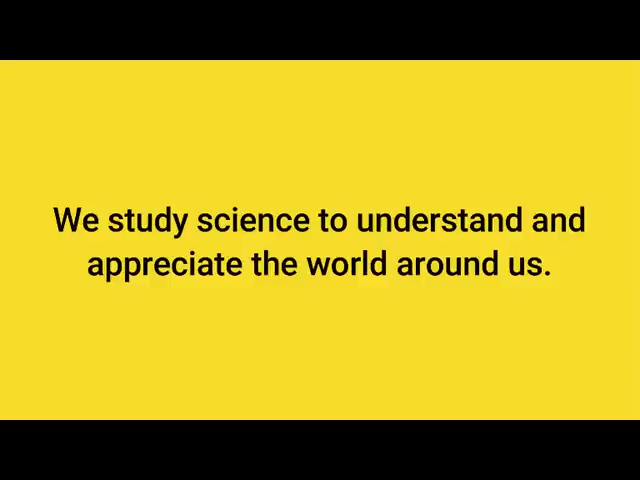 We study science to understand and
appreciate the world around us.